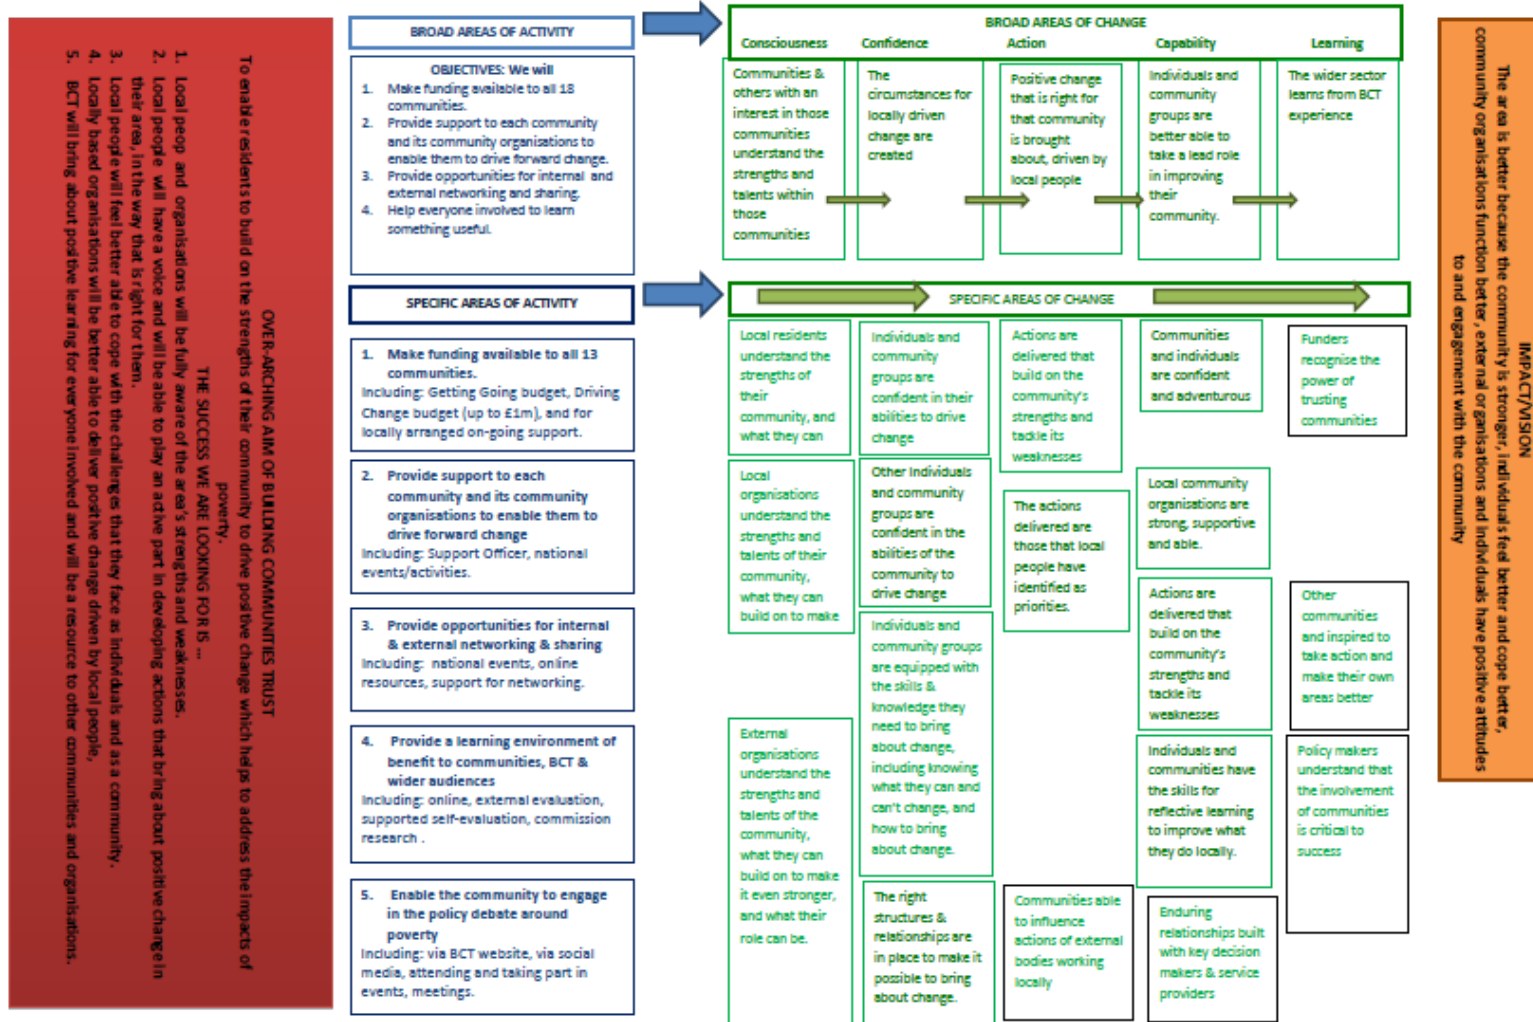 OVER-ARCHING AIM OF BUILDING COMMUNITIES TRUST
To enable residents to build on the strengths of their community to drive positive change which helps to address the impacts of
poverty.
THE SUCCESS WE ARE LOOKING FOR IS ...
1. Local peop and organisations will be fully aware of the area's strengths and weaknesses.
2. Local people will have a voice and will be able to play an active part in developing actions that bring about positive change in
their area, in the way that is right for them.
3. Local people will feel better able to cope with the challenges that they face as individuals and as a community.
4. Locally based organisations will be better able to deliver positive change driven by local people,
5. BCT will bring about positive learning for everyone involved and will be a resource to other communities and organisations.
BROAD AREAS OF ACTIVITY
OBJECTIVES: We will
1. Make funding available to all 18
communities.
2. Provide support to each community
and its community organisations to
enable them to drive forward change.
3. Provide opportunities for internal and
external networking and sharing.
4. Help everyone involved to learn
something useful.
SPECIFIC AREAS OF ACTIVITY
1. Make funding available to all 13
communities.
Including: Getting Going budget, Driving
Change budget (up to £1m), and for
locally arranged on-going support.
2. Provide support to each
community and its community
organisations to enable them to
drive forward change
Including: Support Officer, national
events/activities.
3. Provide opportunities for internal
& external networking & sharing
Including: national events, online
resources, support for networking.
4. Provide a learning environment of
benefit to communities, BCT &
wider audiences
Including: online, external evaluation,
supported self-evaluation, commission
research .
5. Enable the community to engage
in the policy debate around
poverty
Including: via BCT website, via social
media, attending and taking part in
events, meetings.
BROAD AREAS OF CHANGE
Consciousness Confidence Action Capability Learning
Communities &
others with an
interest in those
communities
understand the
strengths and
talents within
those
communities
The
circumstances for
locally driven
change are
created
Positive change
that is right for
that community
is brought
about, driven by
local people
Individuals and
community
groups are
better able to
take a lead role
in improving
their
community.
The wider sector
learns from BCT
experience
SPECIFIC AREAS OF CHANGE
Local residents
understand the
strengths of
their
community, and
what they can
Local
organisations
understand the
strengths and
talents of their
community,
what they can
build on to make
External
organisations
understand the
strengths and
talents of the
community,
what they can
build on to make
it even stronger,
and what their
role can be.
Individuals and
community
groups are
confident in their
abilities to drive
change
Other Individuals
and community
groups are
confident in the
abilities of the
community to
drive change
Individuals and
community groups
are equipped with
the skills &
knowledge they
need to bring
about change,
including knowing
what they can and
can't change, and
how to bring
about change.
The right
structures &
relationships are
in place to make it
possible to bring
about change.
Actions are
delivered that
build on the
community's
strengths and
tackle its
weaknesses
The actions
delivered are
those that local
people have
identified as
priorities.
Communities able
to influence
actions of external
bodies working
locally
Communities
and individuals
are confident
and adventurous
Local community
organisations are
strong, supportive
and able.
Actions are
delivered that
build on the
community's
strengths and
tackle its
weaknesses
Individuals and
communities have
the skills for
reflective learning
to improve what
they do locally.
Enduring
relationships built
with key decision
makers & service
providers
Funders
recognise the
power of
trusting
communities
Other
communities
and inspired to
take action and
make their own
areas better
Policy makers
understand that
the involvement
of communities
is critical to
success
IMPACT/VISION
The area is better because the community is stronger, individuals feel better and cope better,
community organisations function better, external organisations and individuals have positive attitudes
to and engagement with the community